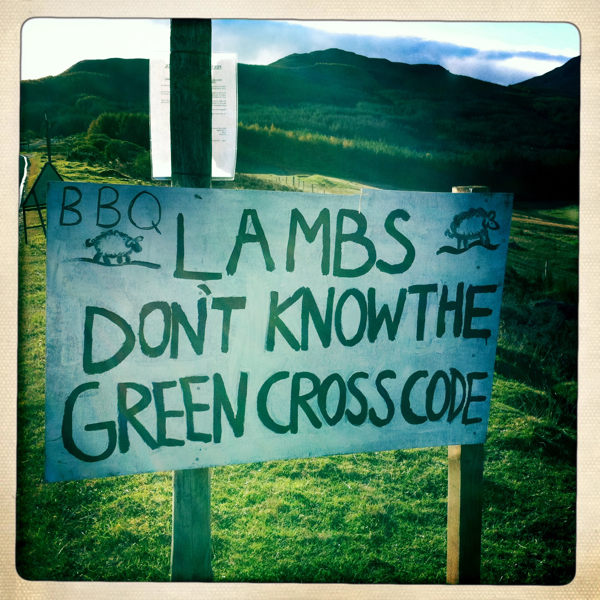 BBQ LAMBS
DON'T KNOW THE
GREEN CROSS CODE